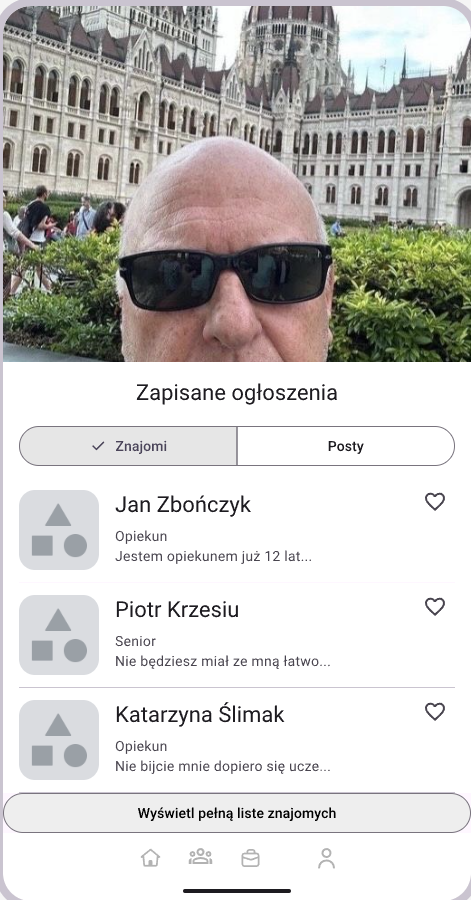 Zapisane ogłoszenia
Znajomi
Posty
Jan Zbończyk
Opiekun
Jestem opiekunem już 12 lat...
Piotr Krzesiu
Senior
Nie będziesz miał ze mną łatwo...
Katarzyna Ślimak
Opiekun
Nie bijcie mnie dopiero się ucze...
Wyświetl pełną liste znajomych